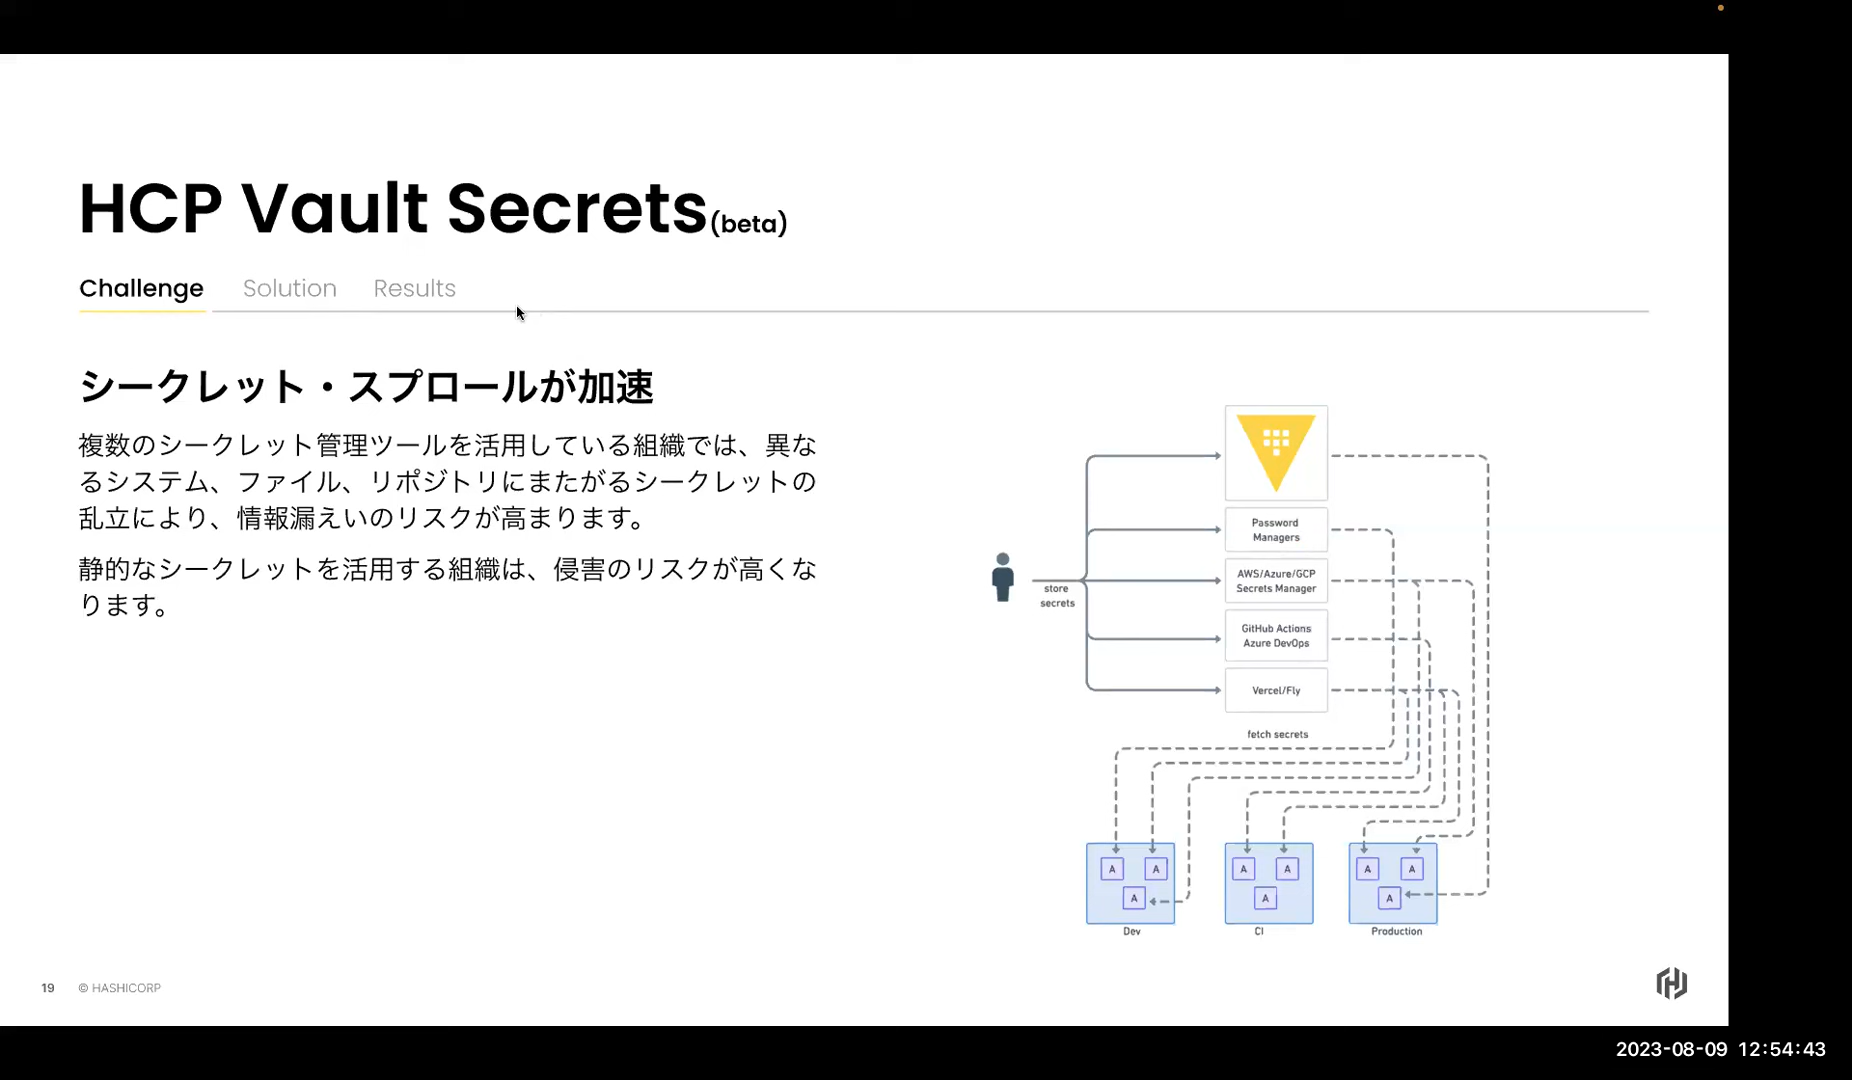 HCP Vault Secrets(beta)
Challenge Solution Results
シークレット・スプロールが加速
複数のシークレット管理ツールを活用している組織では、異な
るシステム、ファイル、リポジトリにまたがるシークレットの
乱立により、情報漏えいのリスクが高まります。
静的なシークレットを活用する組織は、侵害のリスクが高くな
ります。
store
secrets
Password
Managers
AWS/Azure/GCP
Secrets Manager
GitHub Actions
Azure DevOps
Vercel/Fly
fetch secrets
A A
A
Dev
A A
A
CI
A A
A
Production
19 © HASHICORP
2023-08-09 12:54:43